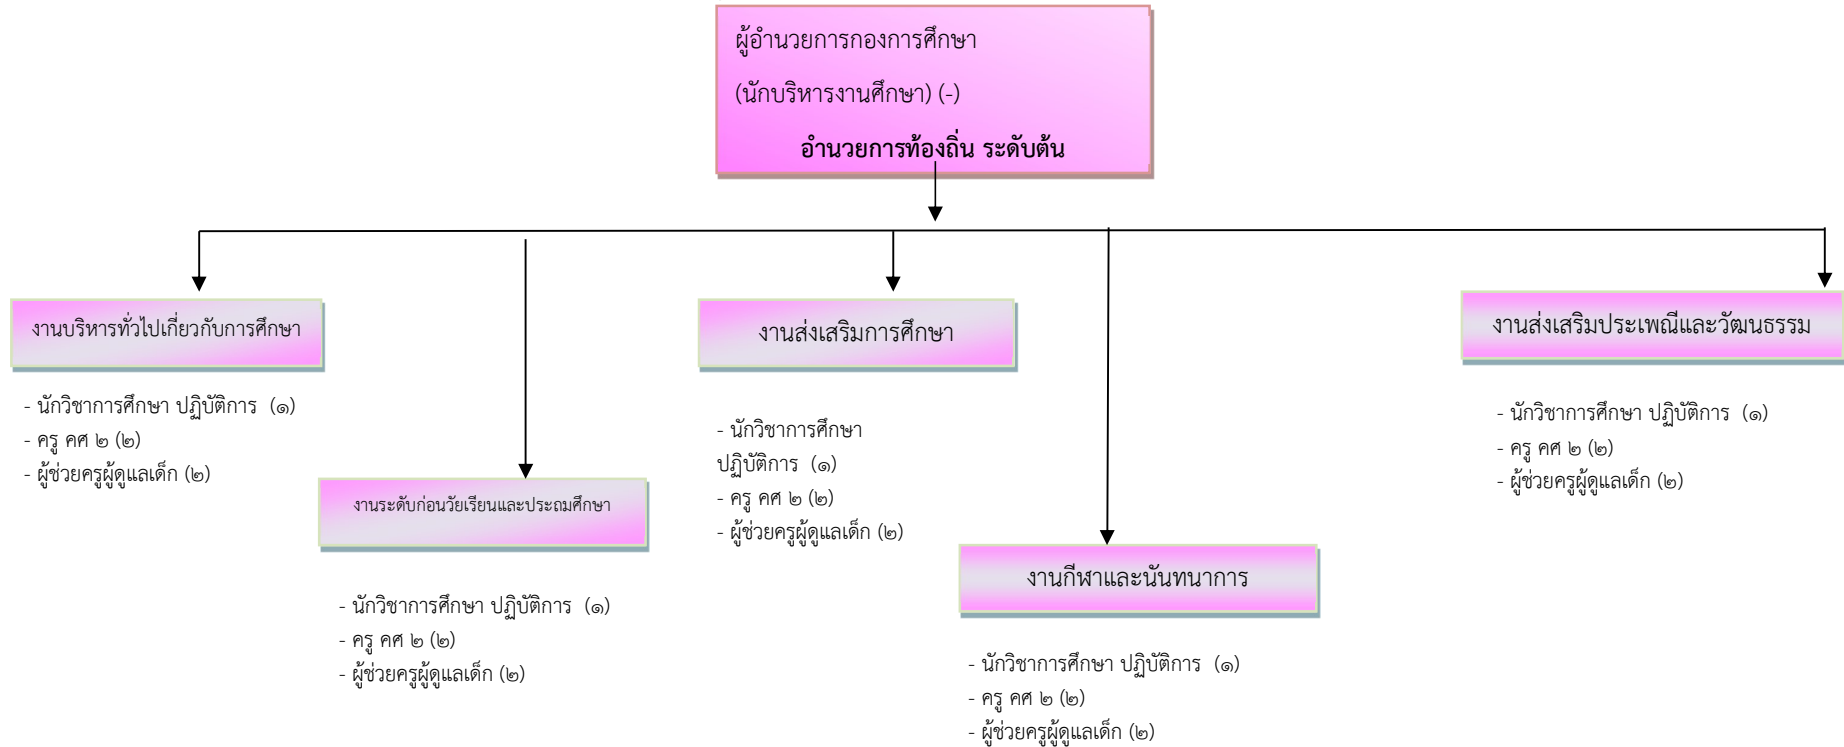 ผู้อำนวยการกองการศึกษา
(นักบริหารงานศึกษา) (-)
อำนวยการท้องถิ่น ระดับต้น
งานบริหารทั่วไปเกี่ยวกับการศึกษา
- นักวิชาการศึกษา ปฏิบัติการ (๑)
- ครู คศ ๒ (๒)
- ผู้ช่วยครูผู้ดูแลเด็ก (๒)
งานระดับก่อนวัยเรียนและประถมศึกษา
- นักวิชาการศึกษา ปฏิบัติการ (๑)
- ครู คศ ๒ (๒)
- ผู้ช่วยครูผู้ดูแลเด็ก (๒)
งานส่งเสริมการศึกษา
- นักวิชาการศึกษา
ปฏิบัติการ (๑)
- ครู คศ ๒ (๒)
- ผู้ช่วยครูผู้ดูแลเด็ก (๒)
งานกีฬาและนันทนาการ
- นักวิชาการศึกษา ปฏิบัติการ (๑)
- ครู คศ ๒ (๒)
- ผู้ช่วยครูผู้ดูแลเด็ก (๒)
งานส่งเสริมประเพณีและวัฒนธรรม
- นักวิชาการศึกษา ปฏิบัติการ (๑)
- ครู คศ ๒ (๒)
- ผู้ช่วยครูผู้ดูแลเด็ก (๒)